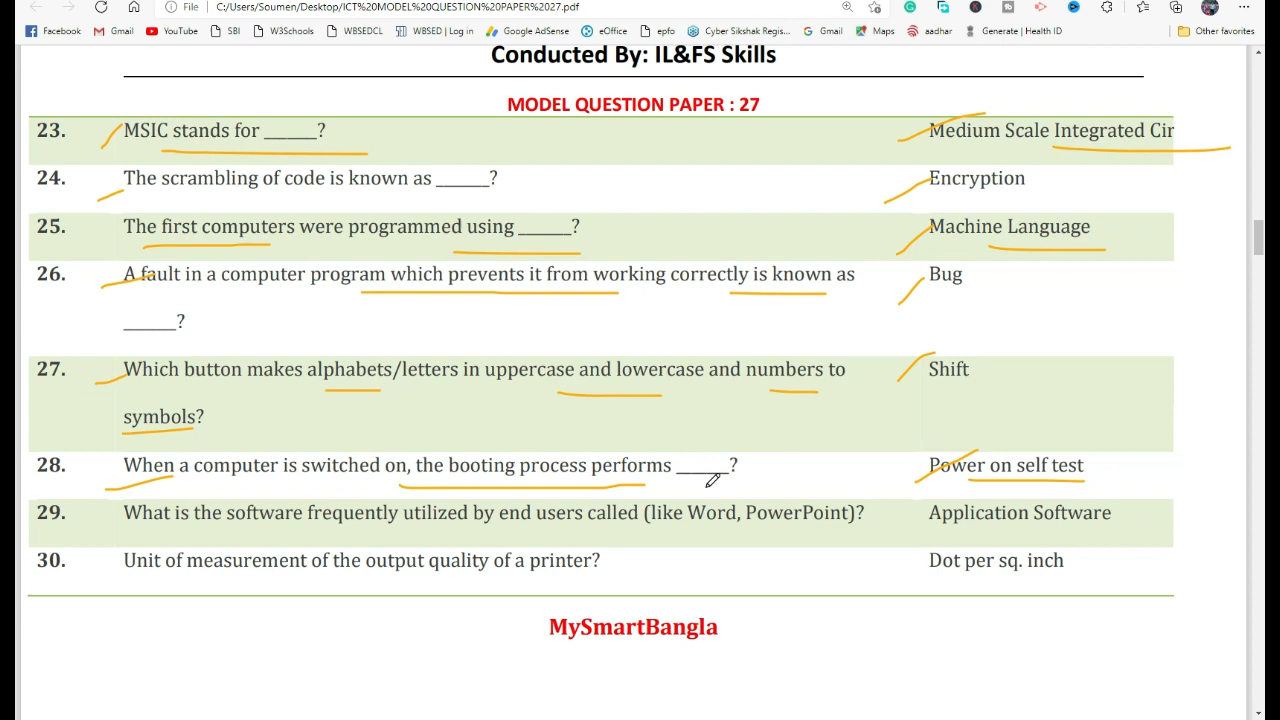 File | C:/Users/Soumen/Desktop/ICT%20MODEL%20QUESTION%20PAPER%2027.pdf
Facebook Gmail YouTube SBI W3Schools WBSEDCL WBSED | Log in Google AdSense eOffice epfo Cyber Sikshak Regis... Gmail Maps aadhar Generate | Health ID Other favorites
Conducted By: IL&FS Skills
MODEL QUESTION PAPER : 27
23. MSIC stands for ______? Medium Scale Integrated Cir
24. The scrambling of code is known as ______? Encryption
25. The first computers were programmed using ______? Machine Language
26. A fault in a computer program which prevents it from working correctly is known as Bug
______?
27. Which button makes alphabets/letters in uppercase and lowercase and numbers to Shift
symbols?
28. When a computer is switched on, the booting process performs ______? Power on self test
29. What is the software frequently utilized by end users called (like Word, PowerPoint)? Application Software
30. Unit of measurement of the output quality of a printer? Dot per sq. inch
MySmartBangla